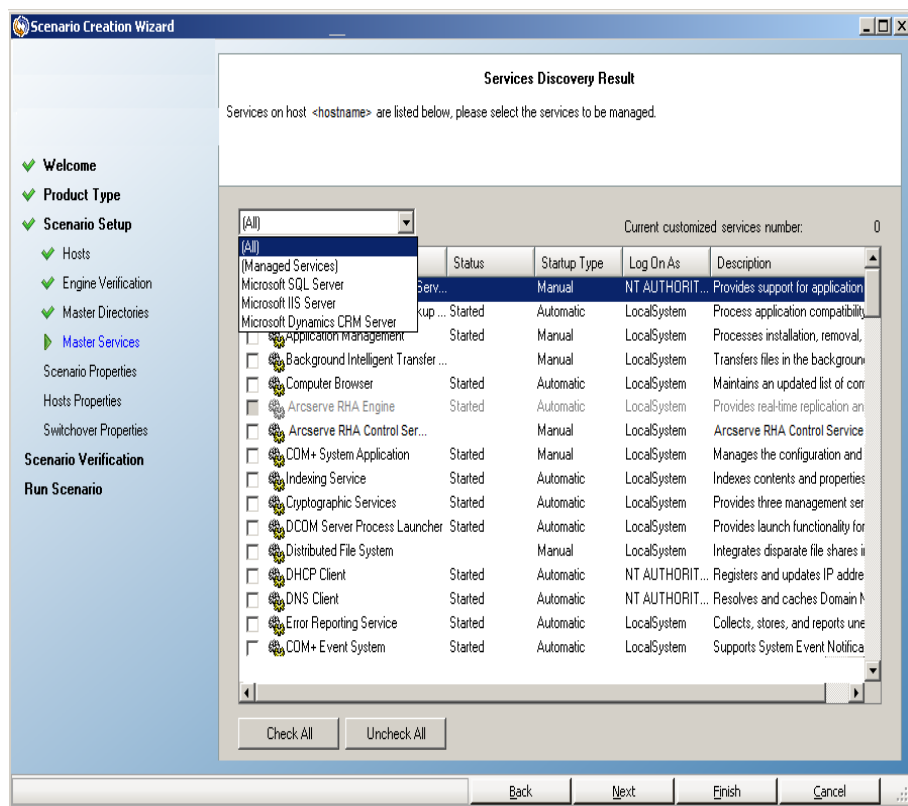 Scenario Creation Wizard
Services Discovery Result
Services on host <hostname> are listed below, please select the services to be managed.
Welcome
Product Type
Scenario Setup
Hosts
Engine Verification
Master Directories
Master Services
Scenario Properties
Hosts Properties
Switchover Properties
Scenario Verification
Run Scenario
(All)
Current customized services number: 0
(All)
(Managed Services)
Microsoft SQL Server
Microsoft IIS Server
Microsoft Dynamics CRM Server
Status Startup Type Log On As Description
Serv... Manual NT AUTHORIT... Provides support for application
kup ... Started Automatic LocalSystem Process application compatibility
Application Management Started Manual LocalSystem Processes installation, removal,
Background Intelligent Transfer ... Manual LocalSystem Transfers files in the backgroun
Computer Browser Started Automatic LocalSystem Maintains an updated list of com
Arcserve RHA Engine Started Automatic LocalSystem Provides real-time replication an
Arcserve RHA Control Ser... Manual LocalSystem Arcserve RHA Control Service
COM+ System Application Started Manual LocalSystem Manages the configuration and
Indexing Service Started Automatic LocalSystem Indexes contents and properties
Cryptographic Services Started Automatic LocalSystem Provides three management ser
DCOM Server Process Launcher Started Automatic LocalSystem Provides launch functionality for
Distributed File System Manual LocalSystem Integrates disparate file shares i
DHCP Client Started Automatic NT AUTHORIT... Registers and updates IP addre
DNS Client Started Automatic NT AUTHORIT... Resolves and caches Domain N
Error Reporting Service Started Automatic LocalSystem Collects, stores, and reports une
COM+ Event System Started Automatic LocalSystem Supports System Event Notifica
Check All Uncheck All
Back Next Finish Cancel